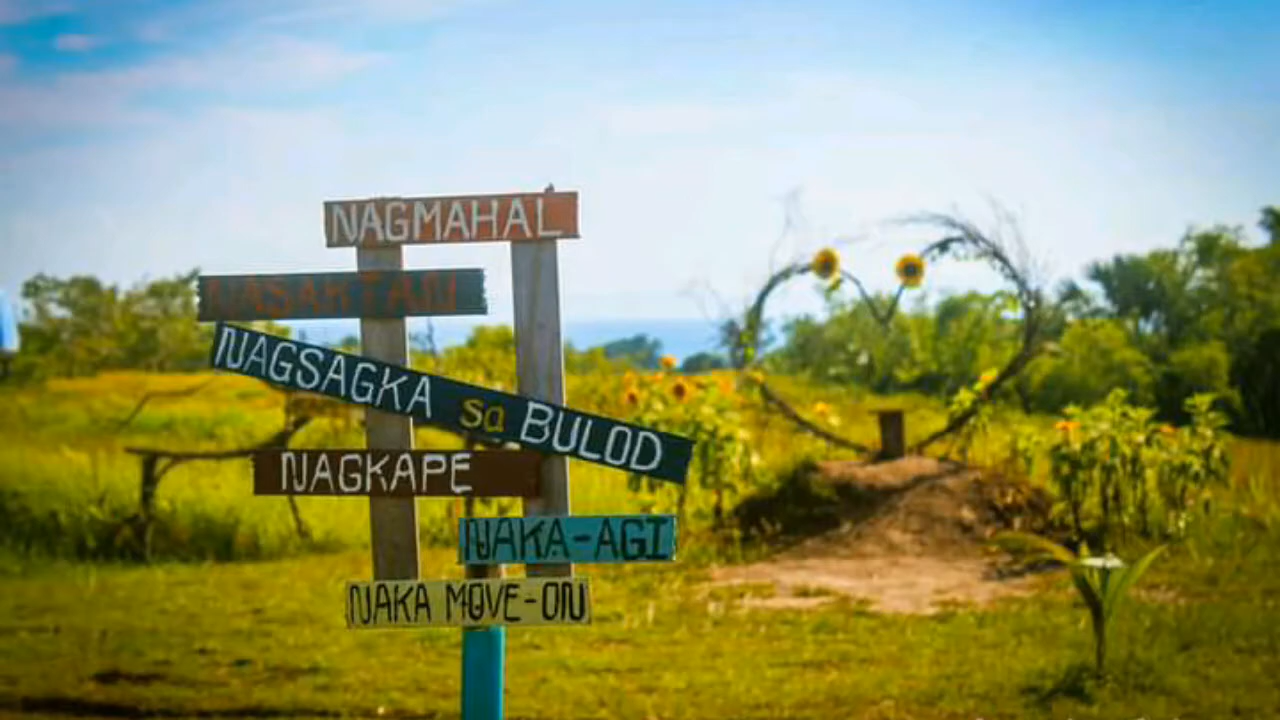 NAGMAHAL
NASAKTAN
NAGSAGKA sa BULOD
NAGKAPE
NAKA-AGI
NAKA MOVE-ON